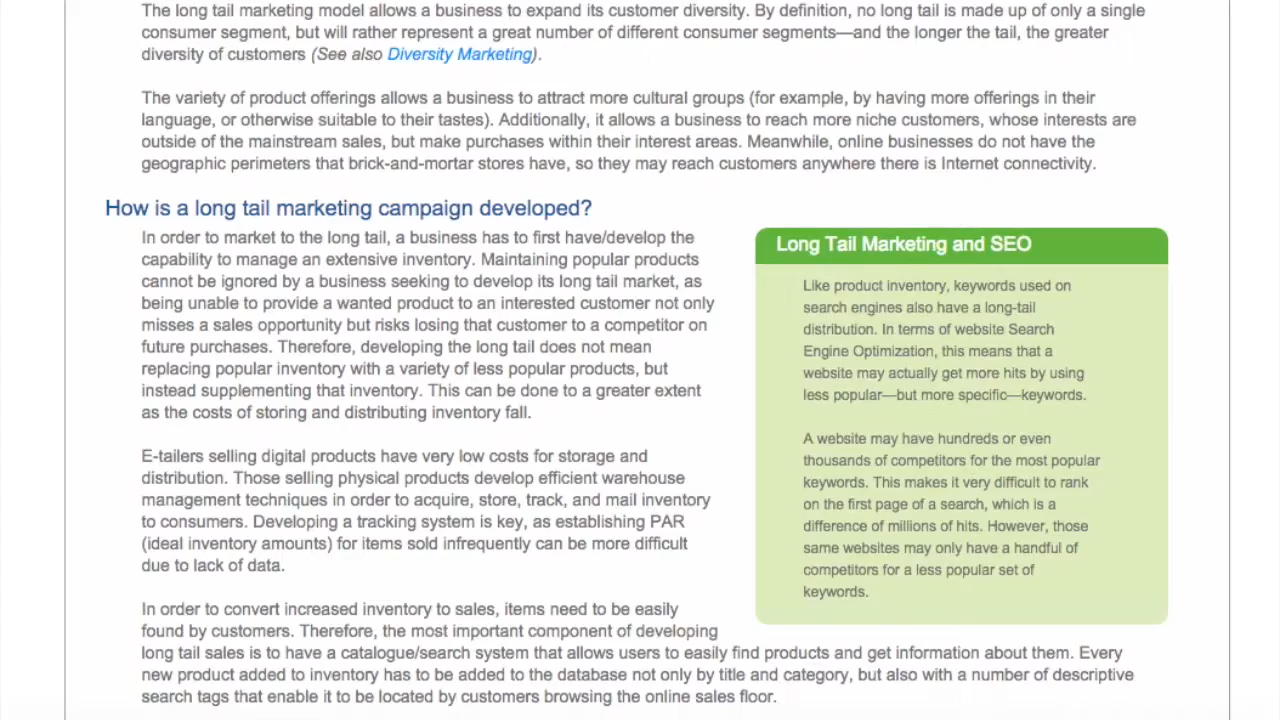 The long tail marketing model allows a business to expand its customer diversity. By definition, no long tail is made up of only a single
consumer segment, but will rather represent a great number of different consumer segments—and the longer the tail, the greater
diversity of customers (See also Diversity Marketing).
The variety of product offerings allows a business to attract more cultural groups (for example, by having more offerings in their
language, or otherwise suitable to their tastes). Additionally, it allows a business to reach more niche customers, whose interests are
outside of the mainstream sales, but make purchases within their interest areas. Meanwhile, online businesses do not have the
geographic perimeters that brick-and-mortar stores have, so they may reach customers anywhere there is Internet connectivity.
How is a long tail marketing campaign developed?
In order to market to the long tail, a business has to first have/develop the
capability to manage an extensive inventory. Maintaining popular products
cannot be ignored by a business seeking to develop its long tail market, as
being unable to provide a wanted product to an interested customer not only
misses a sales opportunity but risks losing that customer to a competitor on
future purchases. Therefore, developing the long tail does not mean
replacing popular inventory with a variety of less popular products, but
instead supplementing that inventory. This can be done to a greater extent
as the costs of storing and distributing inventory fall.
E-tailers selling digital products have very low costs for storage and
distribution. Those selling physical products develop efficient warehouse
management techniques in order to acquire, store, track, and mail inventory
to consumers. Developing a tracking system is key, as establishing PAR
(ideal inventory amounts) for items sold infrequently can be more difficult
due to lack of data.
In order to convert increased inventory to sales, items need to be easily
found by customers. Therefore, the most important component of developing
long tail sales is to have a catalogue/search system that allows users to easily find products and get information about them. Every
new product added to inventory has to be added to the database not only by title and category, but also with a number of descriptive
search tags that enable it to be located by customers browsing the online sales floor.
Long Tail Marketing and SEO
Like product inventory, keywords used on
search engines also have a long-tail
distribution. In terms of website Search
Engine Optimization, this means that a
website may actually get more hits by using
less popular—but more specific—keywords.
A website may have hundreds or even
thousands of competitors for the most popular
keywords. This makes it very difficult to rank
on the first page of a search, which is a
difference of millions of hits. However, those
same websites may only have a handful of
competitors for a less popular set of
keywords.